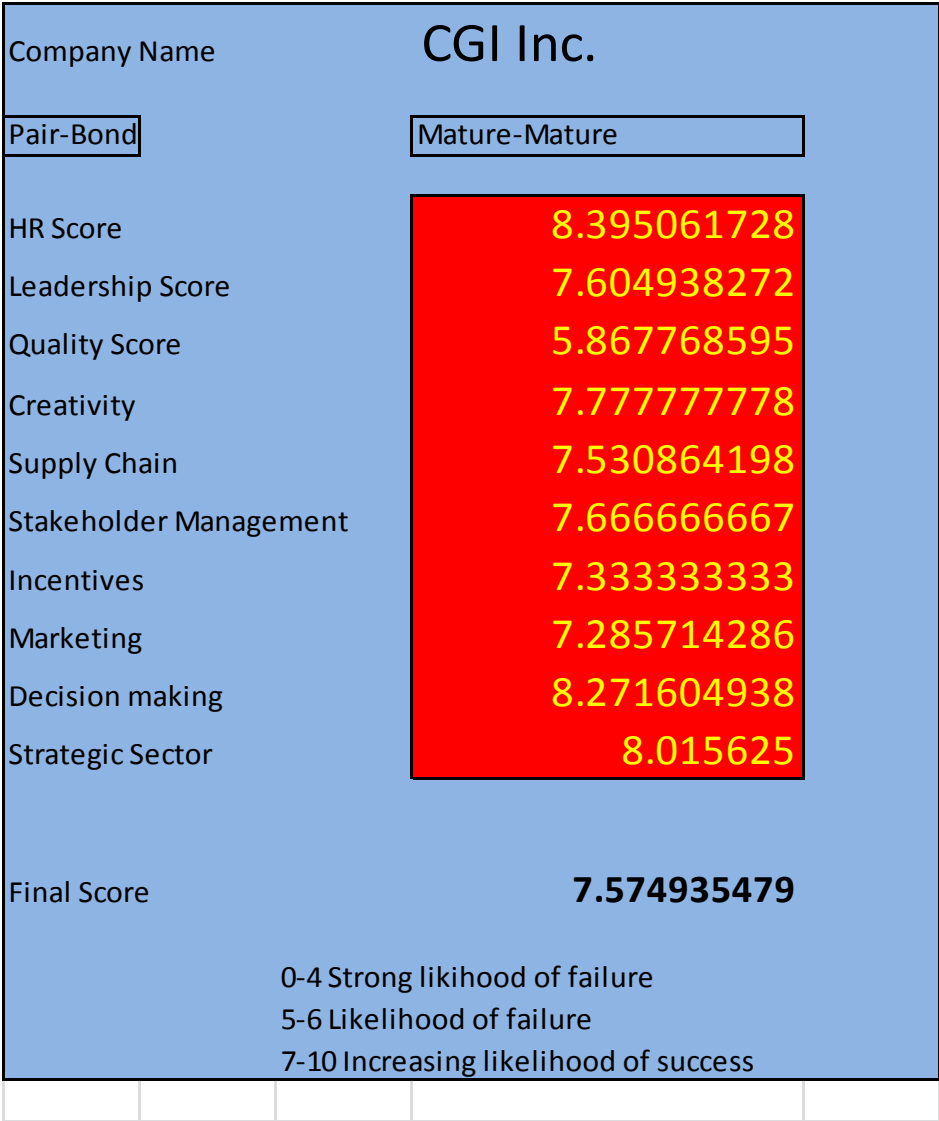 Company Name CGI Inc.
Pair-Bond Mature-Mature
HR Score 8.395061728
Leadership Score 7.604938272
Quality Score 5.867768595
Creativity 7.777777778
Supply Chain 7.530864198
Stakeholder Management 7.666666667
Incentives 7.333333333
Marketing 7.285714286
Decision making 8.271604938
Strategic Sector 8.015625
Final Score 7.574935479
0-4 Strong likihood of failure
5-6 Likelihood of failure
7-10 Increasing likelihood of success